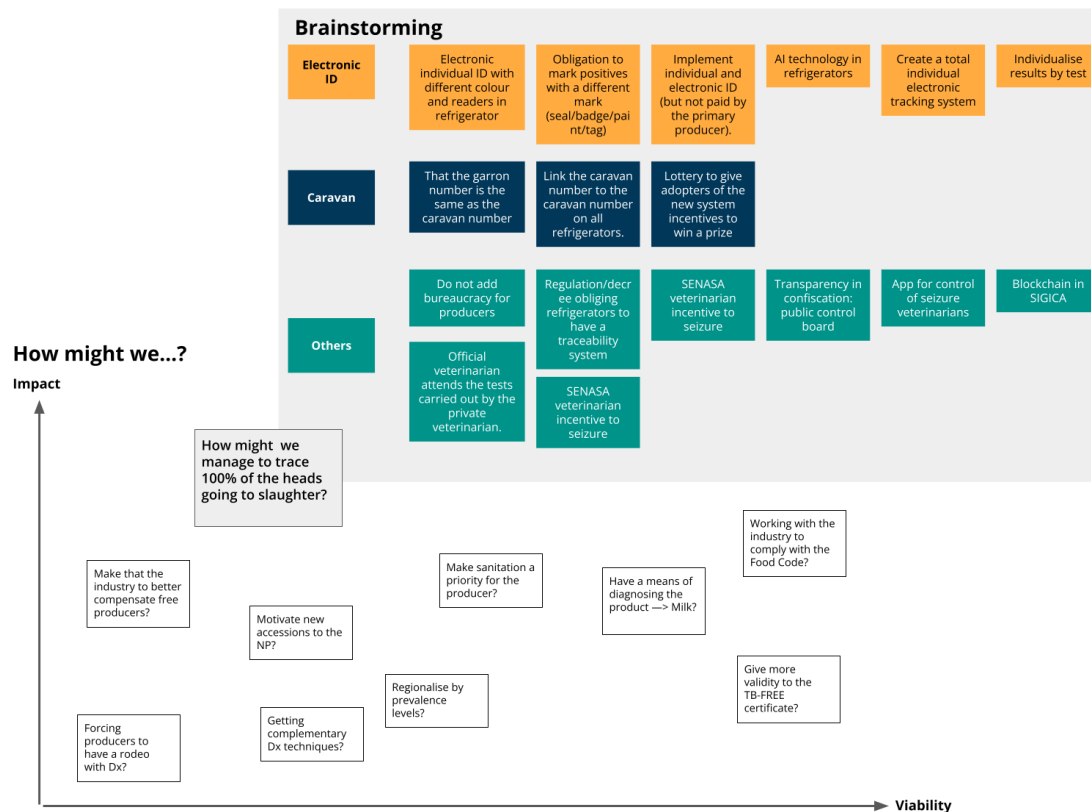 Brainstorming
Electronic
ID
Electronic
individual ID with
different colour
and readers in
refrigerator
Obligation to
mark positives
with a different
mark
(seal/badge/pai
nt/tag)
Implement
individual and
electronic ID
(but not paid by
the primary
producer).
AI technology in
refrigerators
Create a total
individual
electronic
tracking system
Individualise
results by test
Caravan
That the garron
number is the
same as the
caravan number
Link the caravan
number to the
caravan number
on all
refrigerators.
Lottery to give
adopters of the
new system
incentives to
win a prize
Others
Do not add
bureaucracy for
producers
Regulation/decr
ee obliging
refrigerators to
have a
traceability
system
SENASA
veterinarian
incentive to
seizure
Transparency in
confiscation:
public control
board
App for control
of seizure
veterinarians
Blockchain in
SIGICA
Official
veterinarian
attends the tests
carried out by the
private
veterinarian.
SENASA
veterinarian
incentive to
seizure
How might we...?
Impact
How might  we
manage to trace
100% of the heads
going to slaughter?
Working with the
industry to
comply with the
Food Code?
Make that the
industry to better
compensate free
producers?
Make sanitation a
priority for the
producer?
Have a means of
diagnosing the
product —> Milk?
Motivate new
accessions to the
NP?
Give more
validity to the
TB-FREE
certificate?
Regionalise by
prevalence
levels?
Forcing
producers to
have a rodeo
with Dx?
Getting
complementary
Dx techniques?
Viability